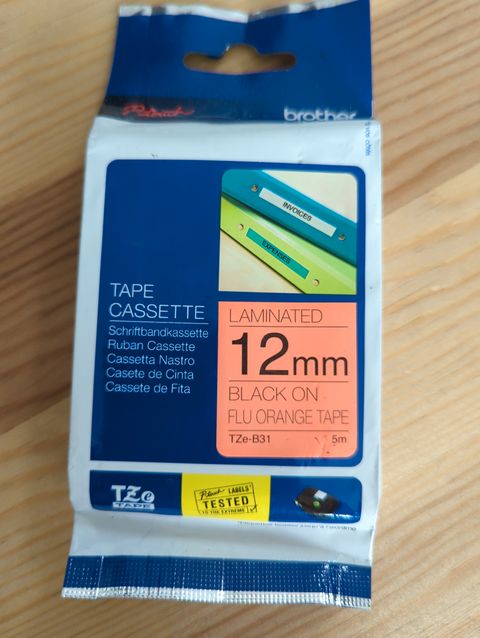 P-touch
brother
INVOICES
EXPENSES
TAPE
CASSETTE
Schriftbandkassette
Ruban Cassette
Cassetta Nastro
Casete de Cinta
Cassete de Fita
LAMINATED
12mm
BLACK ON
FLU ORANGE TAPE
TZe-B31
5m
TZe
TAPE
P-touch LABELS
TESTED
TO THE EXTREME